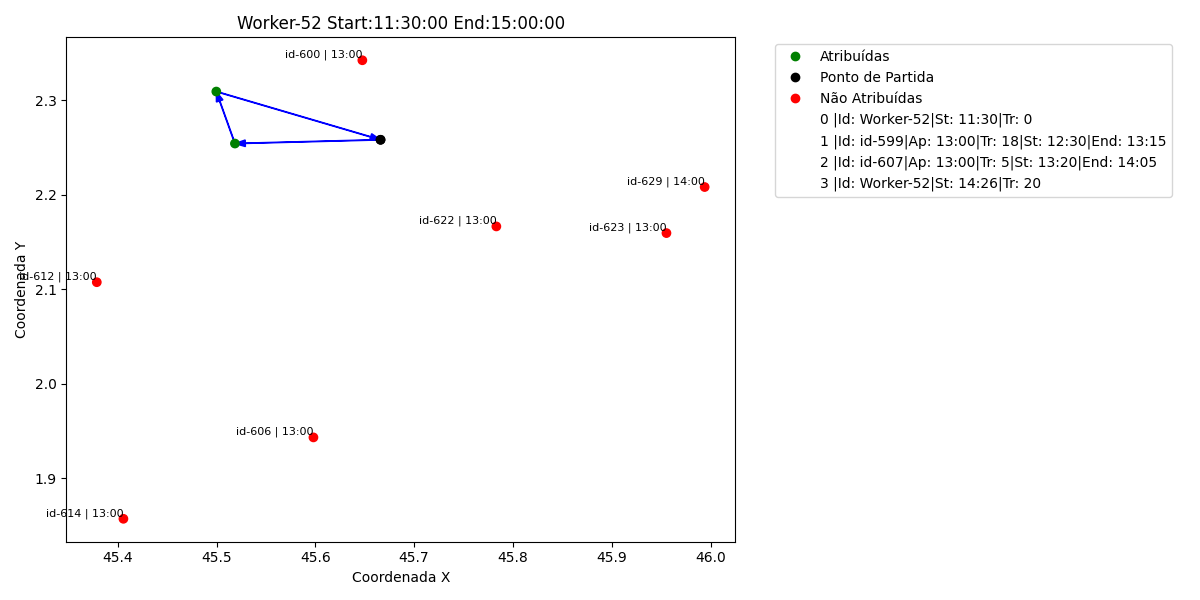 Worker-52 Start:11:30:00 End:15:00:00
id-600 | 13:00
id-629 | 14:00
id-622 | 13:00
id-623 | 13:00
id-612 | 13:00
id-606 | 13:00
id-614 | 13:00
2.3
2.2
2.1
2.0
1.9
Coordenada Y
45.4 45.5 45.6 45.7 45.8 45.9 46.0
Coordenada X
Atribuídas
Ponto de Partida
Não Atribuídas
0 |Id: Worker-52|St: 11:30|Tr: 0
1 |Id: id-599|Ap: 13:00|Tr: 18|St: 12:30|End: 13:15
2 |Id: id-607|Ap: 13:00|Tr: 5|St: 13:20|End: 14:05
3 |Id: Worker-52|St: 14:26|Tr: 20